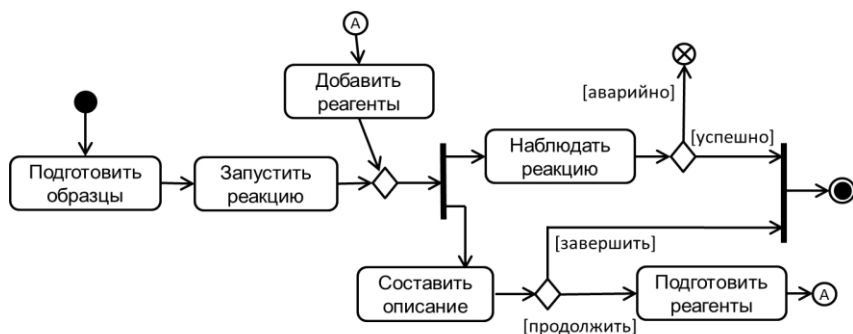 A
Добавить
реагенты
[аварийно]
[успешно]
Подготовить
образцы
Запустить
реакцию
Наблюдать
реакцию
[завершить]
Составить
описание
Подготовить
реагенты
A
[продолжить]